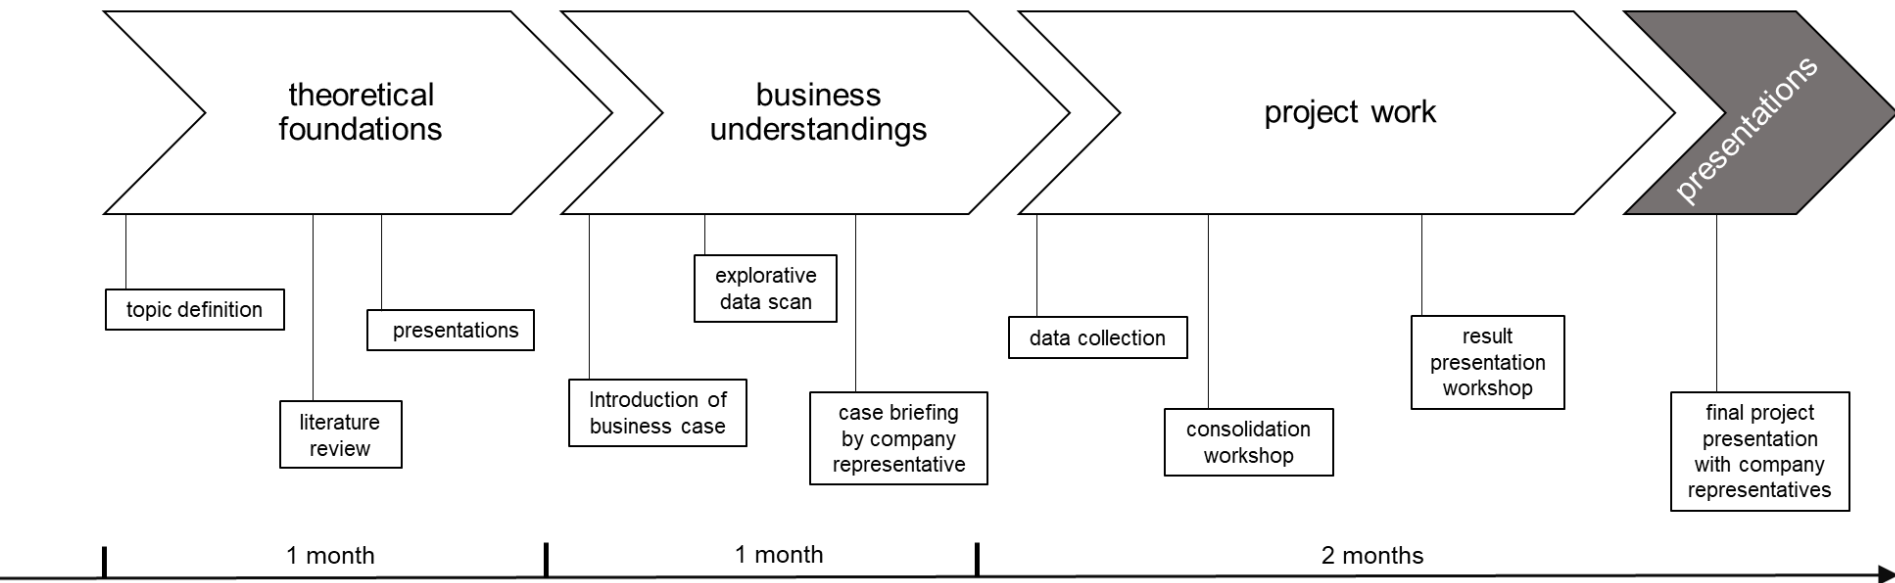 theoretical
foundations
business
understandings
project work
presentations
topic definition
literature
review
presentations
Introduction of
business case
explorative
data scan
case briefing
by company
representative
data collection
consolidation
workshop
result
presentation
workshop
final project
presentation
with company
representatives
1 month
1 month
2 months